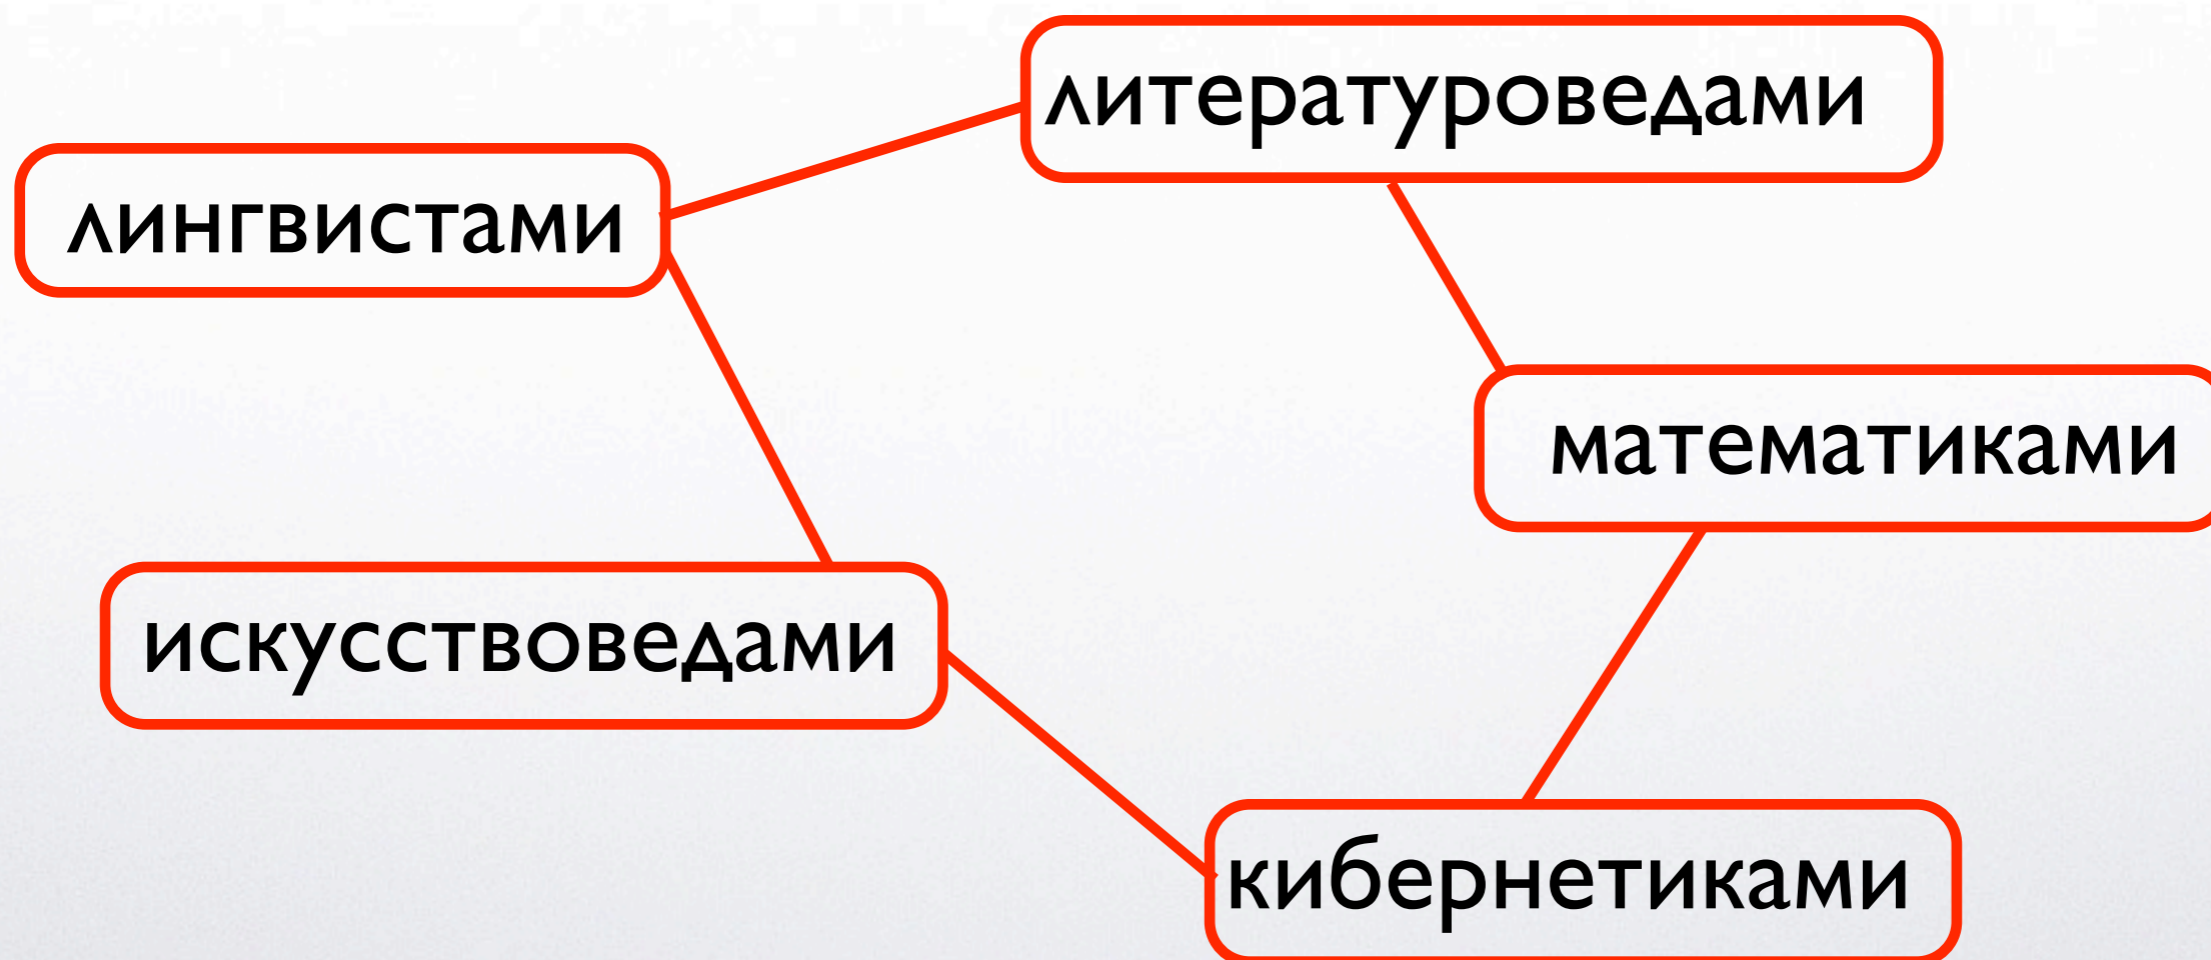 литературоведами
лингвистами
математиками
искусствоведами
кибернетиками